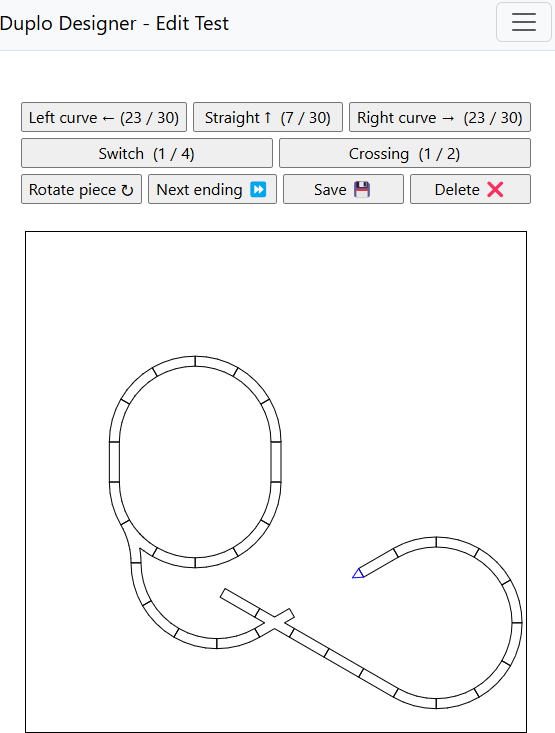 Duplo Designer - Edit Test
Left curve ← (23 / 30) Straight ↑ (7 / 30) Right curve → (23 / 30)
Switch (1 / 4) Crossing (1 / 2)
Rotate piece ↻ Next ending ⏩ Save 💾 Delete ❌